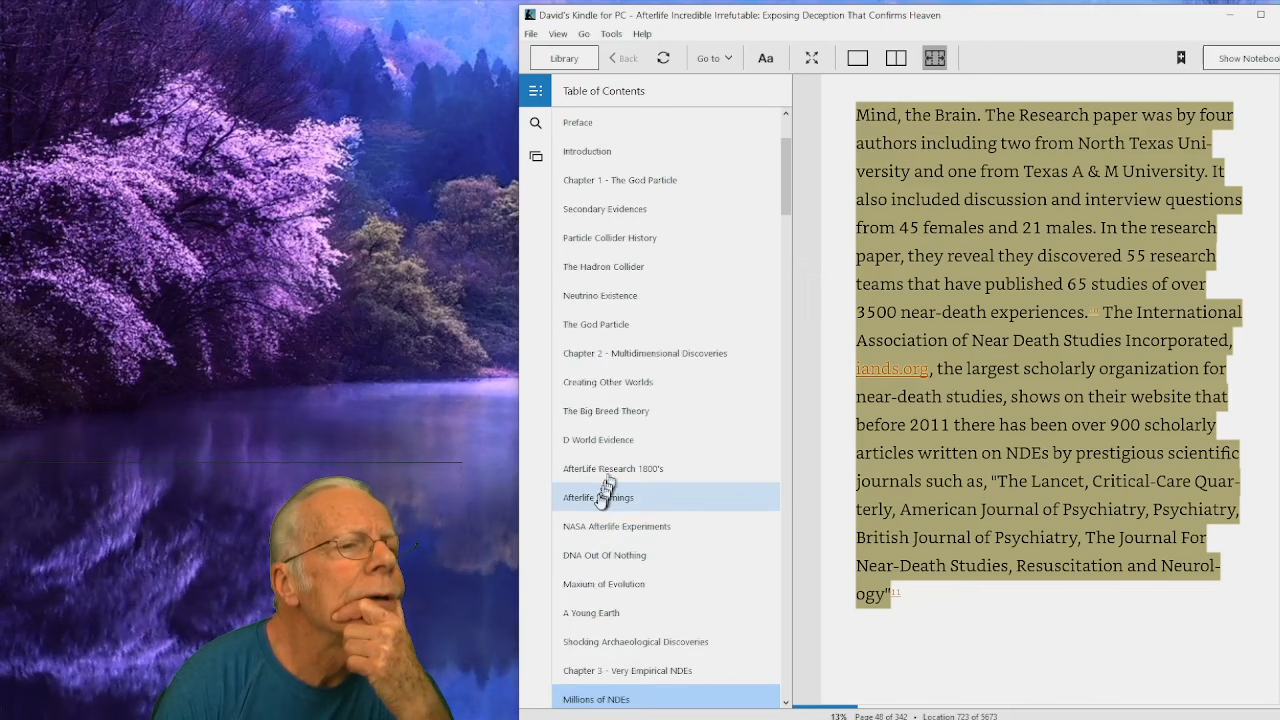 David's Kindle for PC - Afterlife Incredible Irrefutable: Exposing Deception That Confirms Heaven
File View Go Tools Help
Library Back Go to Aa Show Notebook
Table of Contents
Preface
Introduction
Chapter 1 - The God Particle
Secondary Evidences
Particle Collider History
The Hadron Collider
Neutrino Existence
The God Particle
Chapter 2 - Multidimensional Discoveries
Creating Other Worlds
The Big Breed Theory
D World Evidence
AfterLife Research 1800's
Afterlife
NASA Afterlife Experiments
DNA Out Of Nothing
Maxium of Evolution
A Young Earth
Shocking Archaeological Discoveries
Chapter 3 - Very Empirical NDEs
Millions of NDEs
Mind, the Brain. The Research paper was by four
authors including two from North Texas Uni-
versity and one from Texas A & M University. It
also included discussion and interview questions
from 45 females and 21 males. In the research
paper, they reveal they discovered 55 research
teams that have published 65 studies of over
3500 near-death experiences. The International
Association of Near Death Studies Incorporated,
iands.org, the largest scholarly organization for
near-death studies, shows on their website that
before 2011 there has been over 900 scholarly
articles written on NDEs by prestigious scientific
journals such as, "The Lancet, Critical-Care Quar-
terly, American Journal of Psychiatry, Psychiatry,
British Journal of Psychiatry, The Journal For
Near-Death Studies, Resuscitation and Neurol-
ogy"11
13% Page 48 of 342 • Location 723 of 5673